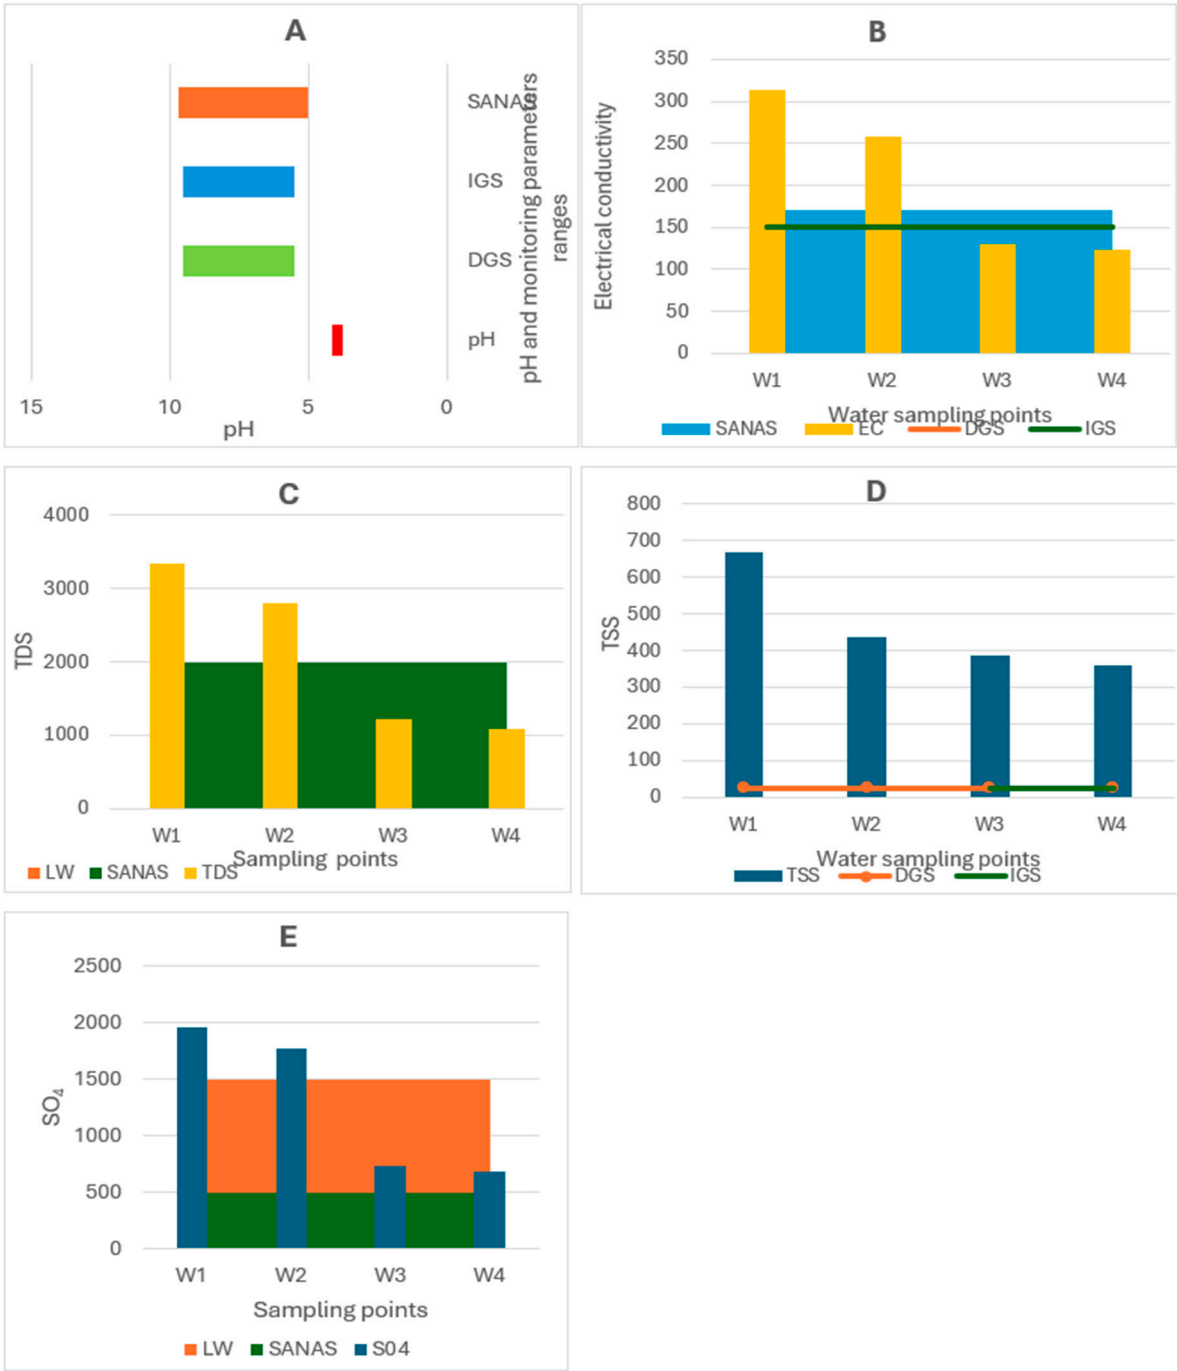 A
SANAS
IGS
DGS
pH
pH and monitoring parameters
ranges
15 10 5 0
pH
B
Electrical conductivity
350
300
250
200
150
100
50
0
W1 W2 W3 W4
Water sampling points
SANAS EC DGS IGS
C
TDS
4000
3000
2000
1000
0
W1 W2 W3 W4
Sampling points
LW SANAS TDS
D
TSS
800
700
600
500
400
300
200
100
0
W1 W2 W3 W4
Water sampling points
TSS DGS IGS
E
SO₄
2500
2000
1500
1000
500
0
W1 W2 W3 W4
Sampling points
LW SANAS S04